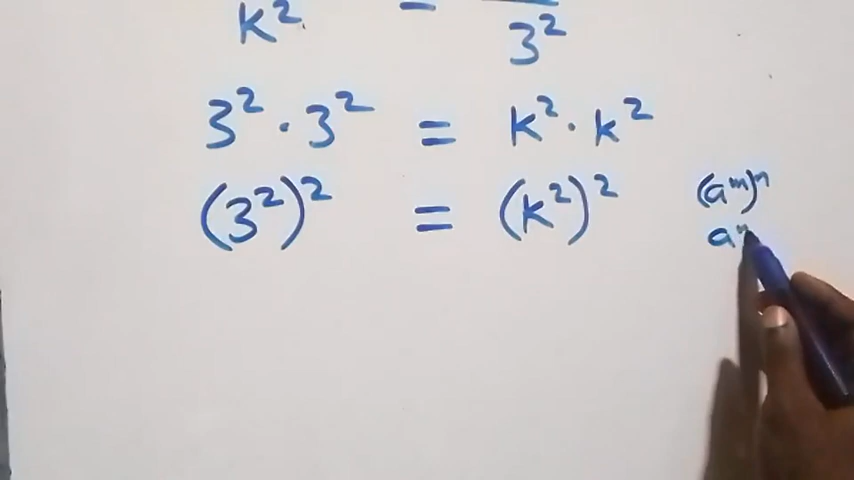 k² = / 3²
3² · 3² = k² · k²
(3²)² = (k²)²
(aᵐ)ⁿ
a